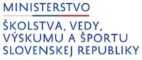 MINISTERSTVO
ŠKOLSTVA, VEDY,
VÝSKUMU A ŠPORTU
SLOVENSKEJ REPUBLIKY